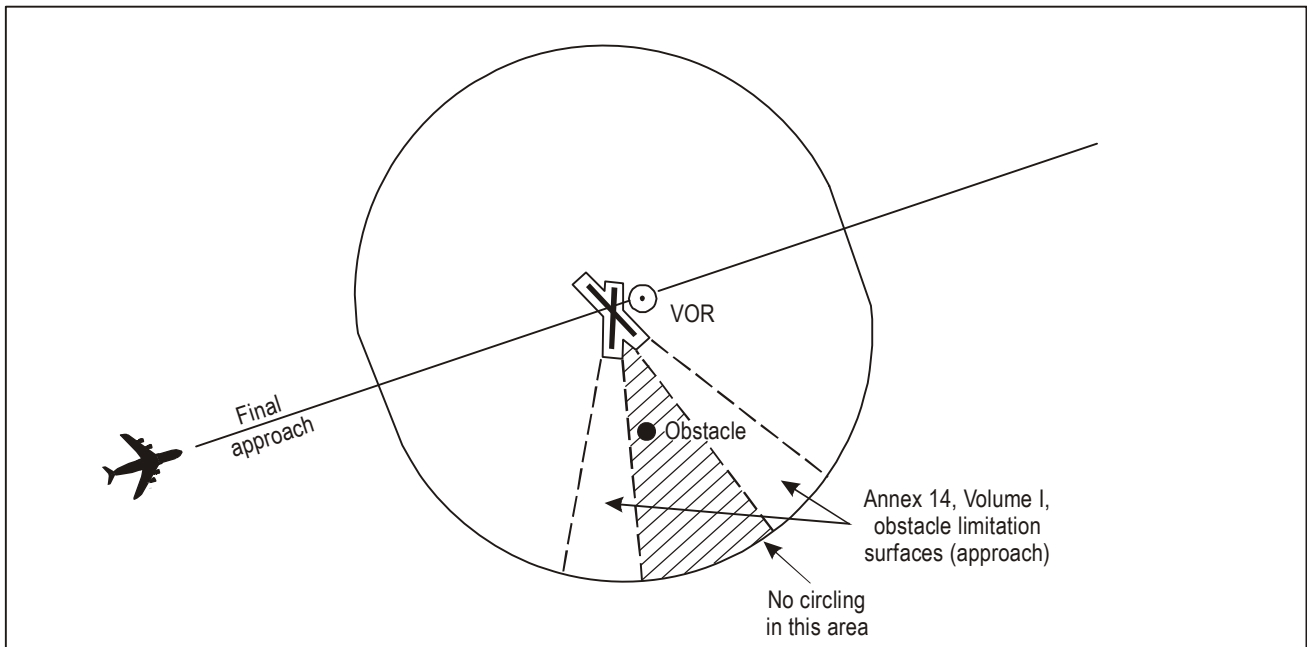 VOR
Final
approach
Obstacle
Annex 14, Volume I,
obstacle limitation
surfaces (approach)
No circling
in this area